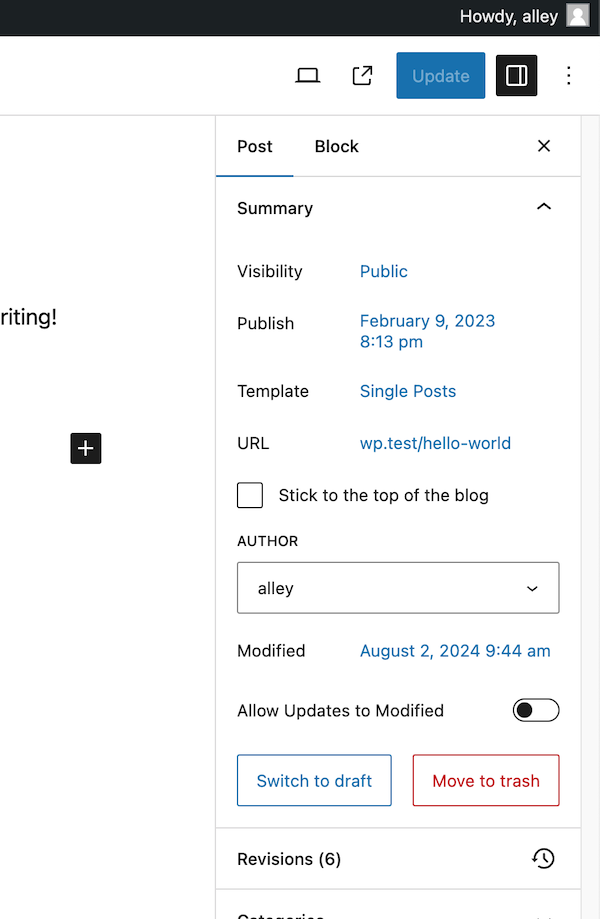 Howdy, alley
Update
Post Block
Summary
Visibility Public
riting!
Publish February 9, 2023
8:13 pm
Template Single Posts
URL wp.test/hello-world
Stick to the top of the blog
AUTHOR
alley
Modified August 2, 2024 9:44 am
Allow Updates to Modified
Switch to draft Move to trash
Revisions (6)
Categories